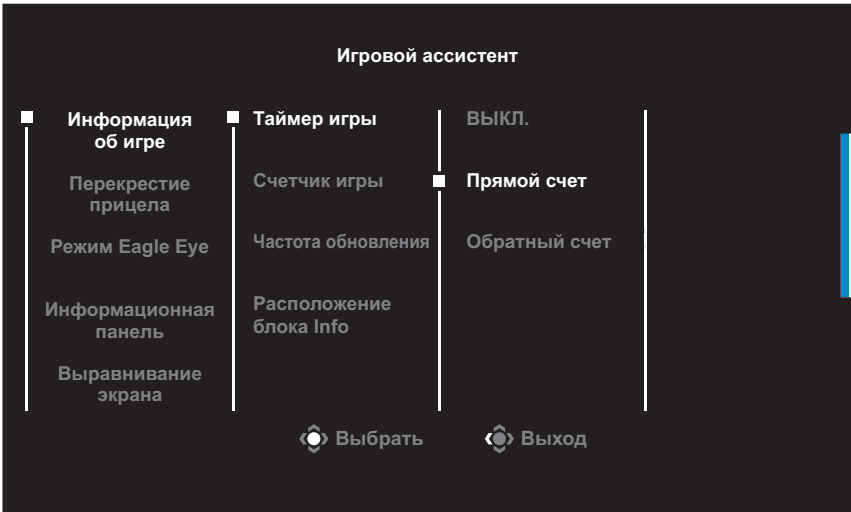 Игровой ассистент
Информация
об игре
Перекрестие
прицела
Режим Eagle Eye
Информационная
панель
Выравнивание
экрана
Таймер игры
Счетчик игры
Частота обновления
Расположение
блока Info
ВЫКЛ.
Прямой счет
Обратный счет
Выбрать
Выход